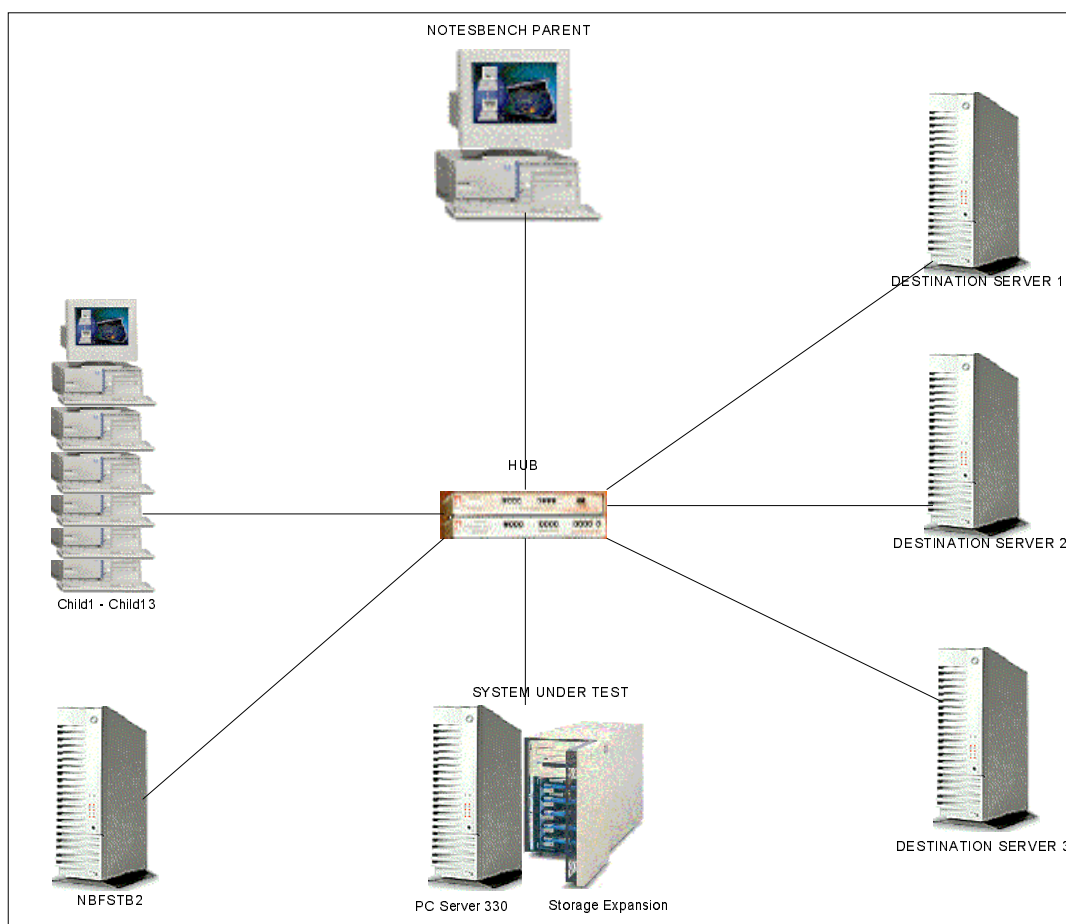 NOTESBENCH PARENT
DESTINATION SERVER 1
HUB
DESTINATION SERVER 2
Child1 - Child13
SYSTEM UNDER TEST
DESTINATION SERVER 3
NBFSTB2
PC Server 330
Storage Expansion